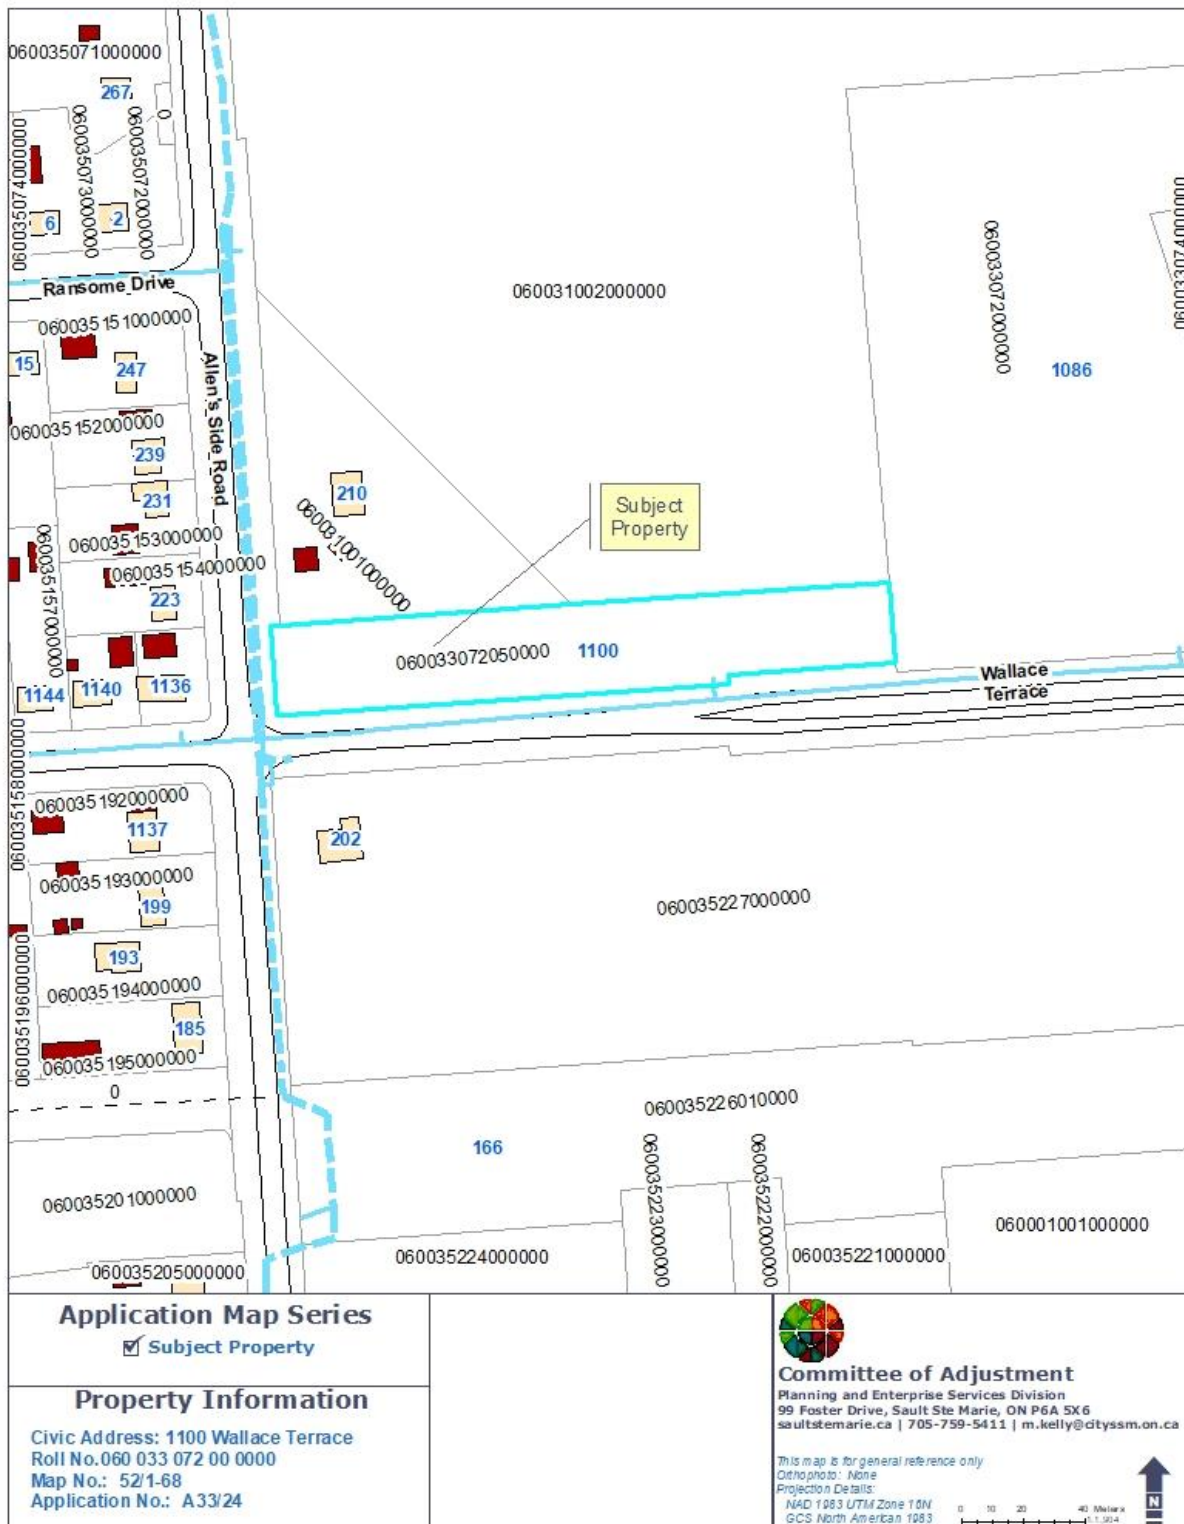 060035071000000
267
0
060035074000000
060035073000000
060035072000000
6
2
Ransome Drive
060035151000000
15
247
Allen's Side Road
060035152000000
239
231
060035153000000
060035154000000
060035157000000
223
1144
1140
1136
060031002000000
060033072000000
060033074000000
1086
210
060031001000000
Subject
Property
060033072050000
1100
Wallace
Terrace
060035158000000
060035192000000
1137
060035193000000
199
193
060035194000000
060035196000000
185
060035195000000
0
202
060035227000000
060035226010000
166
060035201000000
060035205000000
060035224000000
060035223000000
060035222000000
060035221000000
060001001000000
Application Map Series
Subject Property
Property Information
Civic Address: 1100 Wallace Terrace
Roll No.060 033 072 00 0000
Map No.: 52/1-68
Application No.: A33/24
Committee of Adjustment
Planning and Enterprise Services Division
99 Foster Drive, Sault Ste Marie, ON P6A 5X6
saultstemarie.ca | 705-759-5411 | m.kelly@cityssm.on.ca
This map is for general reference only
Orthophoto: None
Projection Details:
NAD 1983 UTM Zone 16N
GCS North American 1983
0 10 20 40 Meters
1:1,904
N